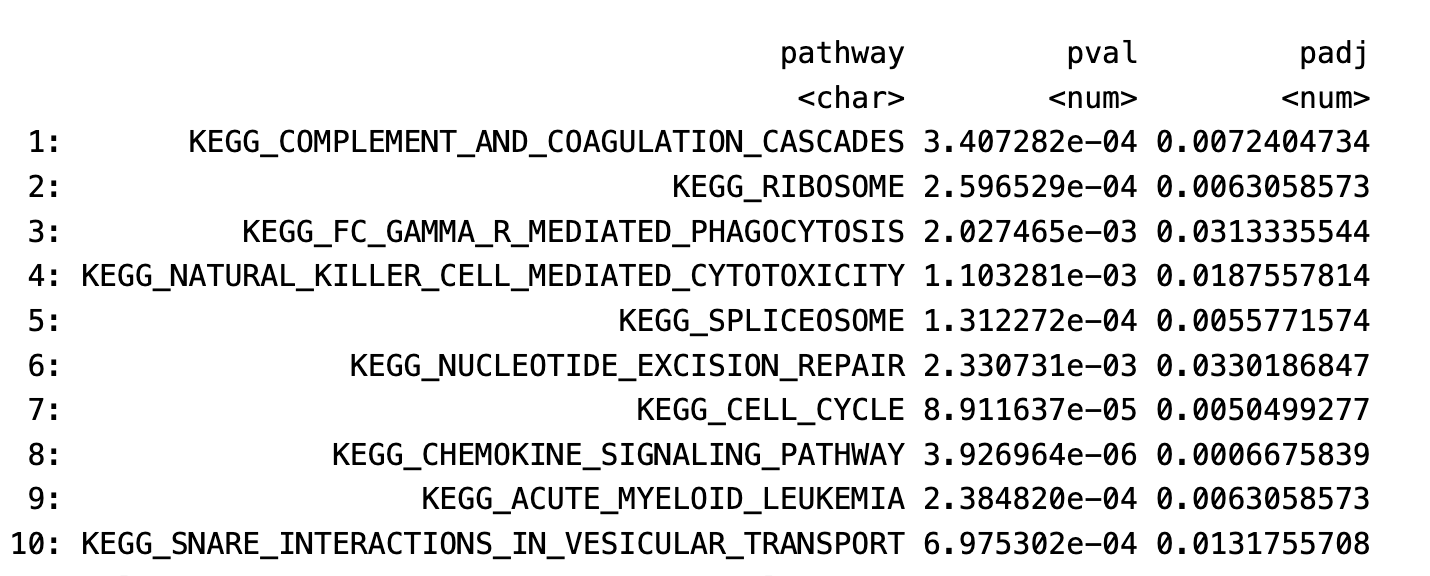 pathway pval padj
<char> <num> <num>
1: KEGG_COMPLEMENT_AND_COAGULATION_CASCADES 3.407282e-04 0.0072404734
2: KEGG_RIBOSOME 2.596529e-04 0.0063058573
3: KEGG_FC_GAMMA_R_MEDIATED_PHAGOCYTOSIS 2.027465e-03 0.0313335544
4: KEGG_NATURAL_KILLER_CELL_MEDIATED_CYTOTOXICITY 1.103281e-03 0.0187557814
5: KEGG_SPLICEOSOME 1.312272e-04 0.0055771574
6: KEGG_NUCLEOTIDE_EXCISION_REPAIR 2.330731e-03 0.0330186847
7: KEGG_CELL_CYCLE 8.911637e-05 0.0050499277
8: KEGG_CHEMOKINE_SIGNALING_PATHWAY 3.926964e-06 0.0006675839
9: KEGG_ACUTE_MYELOID_LEUKEMIA 2.384820e-04 0.0063058573
10: KEGG_SNARE_INTERACTIONS_IN_VESICULAR_TRANSPORT 6.975302e-04 0.0131755708